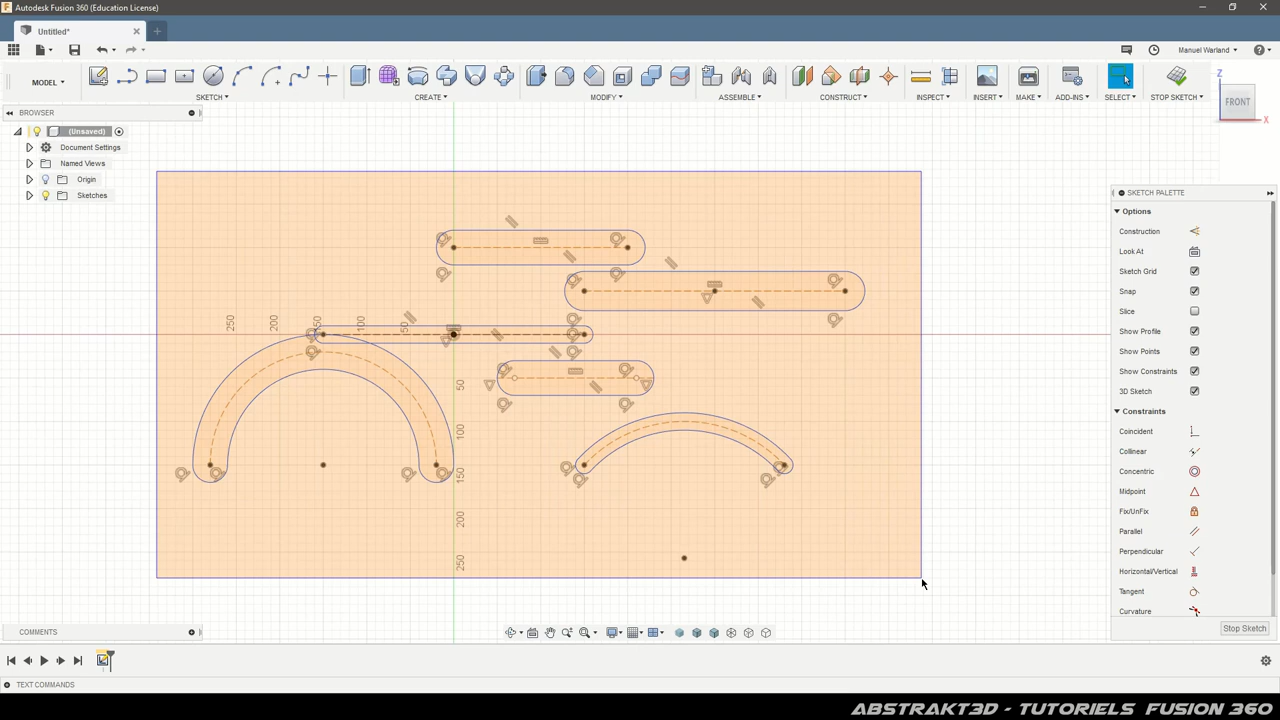 Autodesk Fusion 360 (Education License)
Untitled*
Manuel Warland
MODEL
SKETCH
CREATE
MODIFY
ASSEMBLE
CONSTRUCT
INSPECT
INSERT
MAKE
ADD-INS
SELECT
STOP SKETCH
Z
FRONT
X
BROWSER
(Unsaved)
Document Settings
Named Views
Origin
Sketches
250
200
100
50
50
100
150
200
250
SKETCH PALETTE
Options
Construction
Look At
Sketch Grid
Snap
Slice
Show Profile
Show Points
Show Constraints
3D Sketch
Constraints
Coincident
Collinear
Concentric
Midpoint
Fix/UnFix
Parallel
Perpendicular
Horizontal/Vertical
Tangent
Curvature
Stop Sketch
COMMENTS
TEXT COMMANDS
ABSTRAKT3D - TUTORIELS FUSION 360